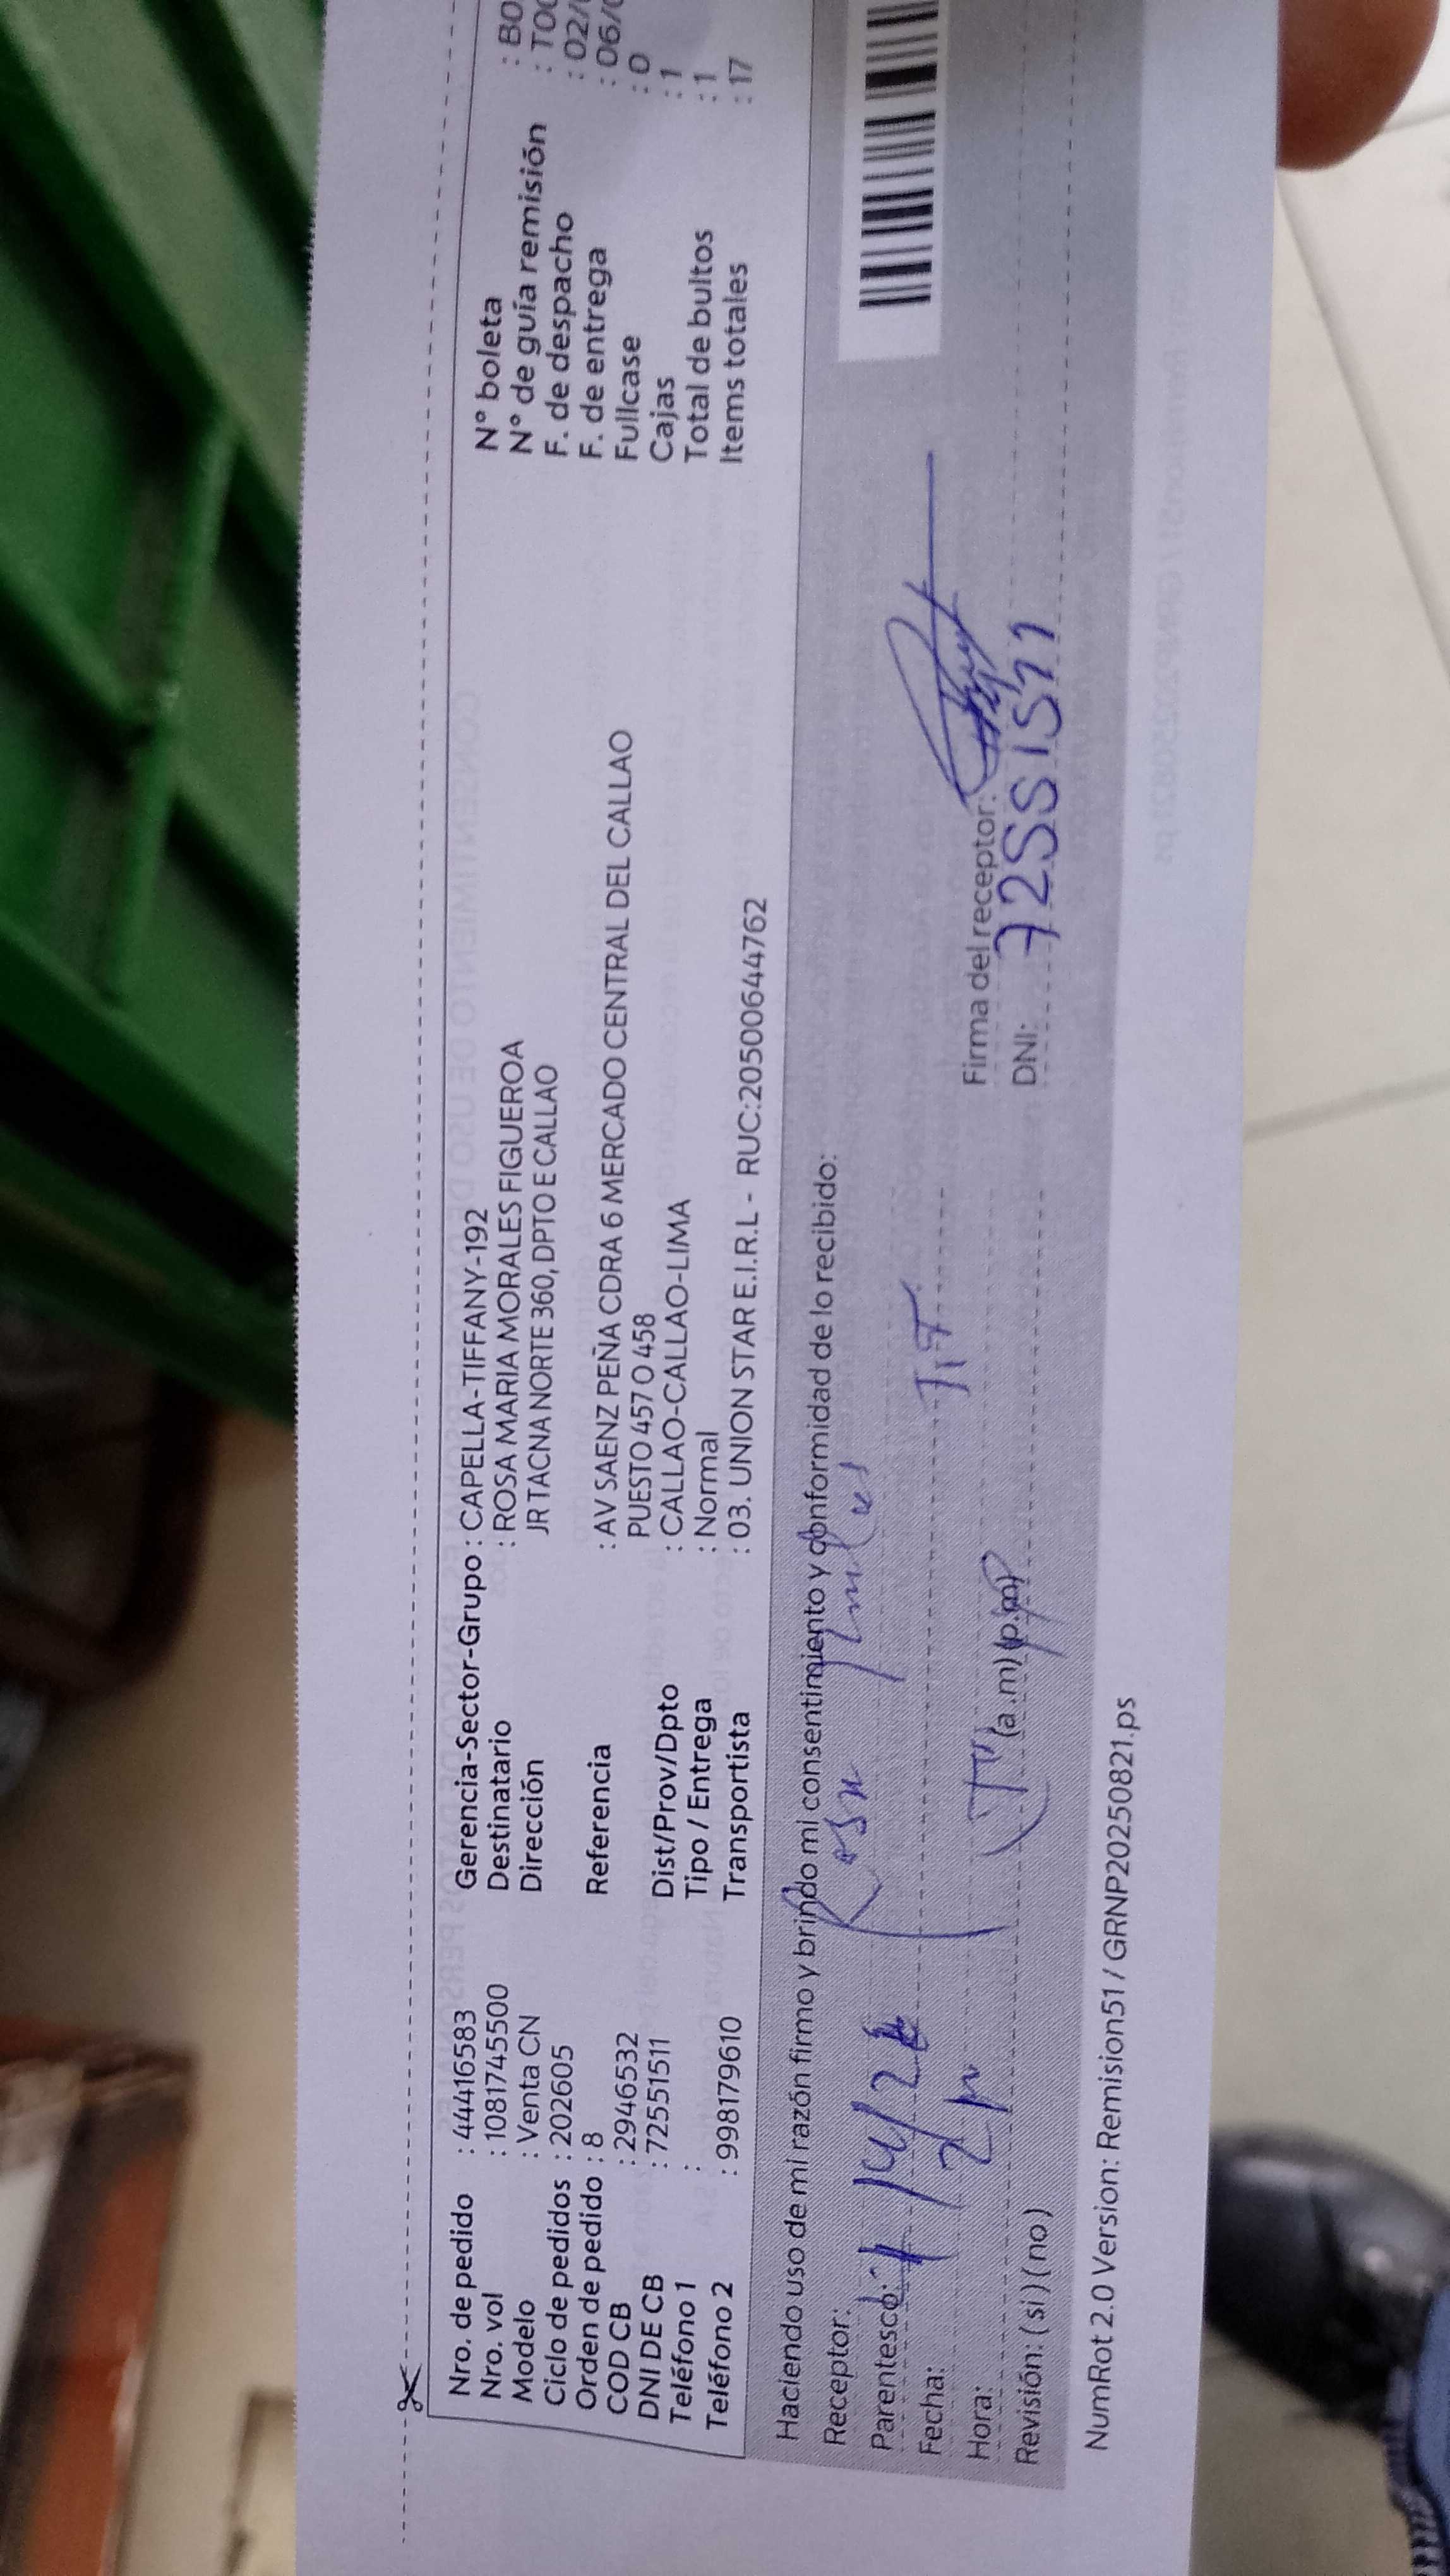 Nro. de pedido : 44416583
Nro. vol : 1081745500
Modelo : Venta CN
Ciclo de pedidos : 202605
Orden de pedido : 8
COD CB : 2946532
DNI DE CB : 72551511
Teléfono 1 :
Teléfono 2 : 998179610
Gerencia-Sector-Grupo : CAPELLA-TIFFANY-192
Destinatario : ROSA MARIA MORALES FIGUEROA
Dirección JR TACNA NORTE 360, DPTO E CALLAO
Referencia : AV SAENZ PEÑA CDRA 6 MERCADO CENTRAL DEL CALLAO
PUESTO 457 O 458
Dist/Prov/Dpto : CALLAO-CALLAO-LIMA
Tipo / Entrega : Normal
Transportista : 03. UNION STAR E.I.R.L - RUC:20500644762
N° boleta : B0
N° de guía remisión : T00
F. de despacho : 02/
F. de entrega : 06/
Fullcase : 0
Cajas : 1
Total de bultos : 1
Items totales : 17
Haciendo uso de mi razón firmo y brindo mi consentimiento y conformidad de lo recibido:
Receptor:
Parentesco: TIT
Fecha:
Hora: (a.m) (p.m)
Revisión: (si) (no)
Firma del receptor:
DNI: 72551511
NumRot 2.0 Version: Remision51 / GRNP20250821.ps